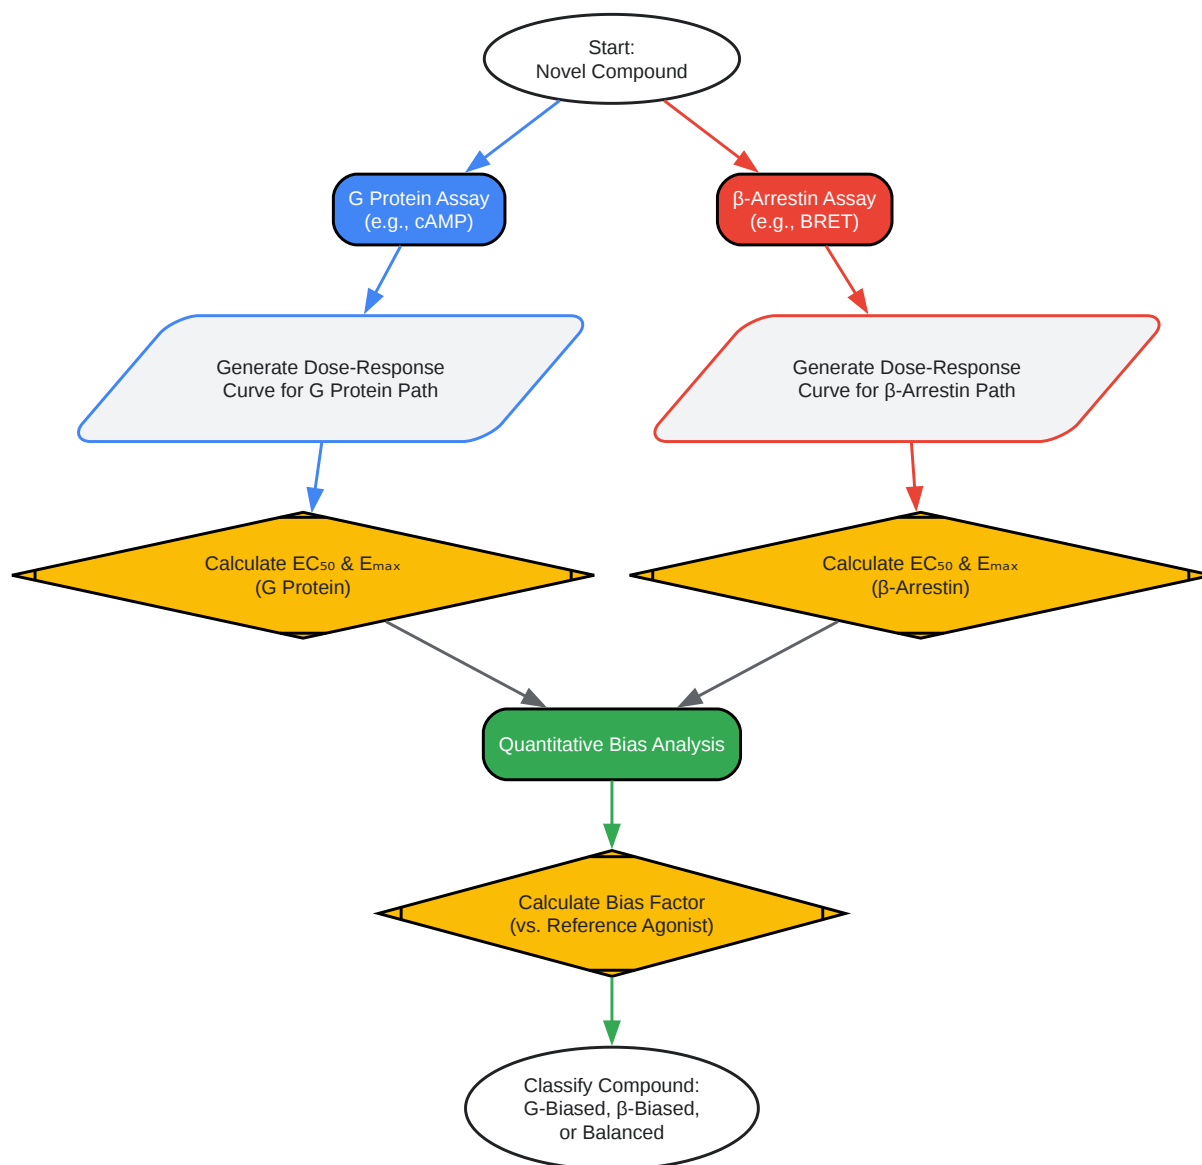 Start:
Novel Compound
G Protein Assay
(e.g., cAMP)
β-Arrestin Assay
(e.g., BRET)
Generate Dose-Response
Curve for G Protein Path
Generate Dose-Response
Curve for β-Arrestin Path
Calculate EC₅₀ & Eₘₐₓ
(G Protein)
Calculate EC₅₀ & Eₘₐₓ
(β-Arrestin)
Quantitative Bias Analysis
Calculate Bias Factor
(vs. Reference Agonist)
Classify Compound:
G-Biased, β-Biased,
or Balanced